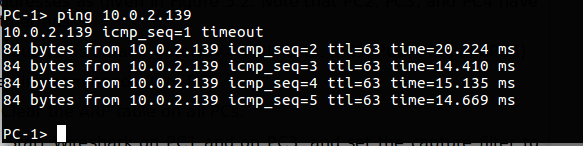 PC-1> ping 10.0.2.139
10.0.2.139 icmp_seq=1 timeout
84 bytes from 10.0.2.139 icmp_seq=2 ttl=63 time=20.224 ms
84 bytes from 10.0.2.139 icmp_seq=3 ttl=63 time=14.410 ms
84 bytes from 10.0.2.139 icmp_seq=4 ttl=63 time=15.135 ms
84 bytes from 10.0.2.139 icmp_seq=5 ttl=63 time=14.669 ms
PC-1>